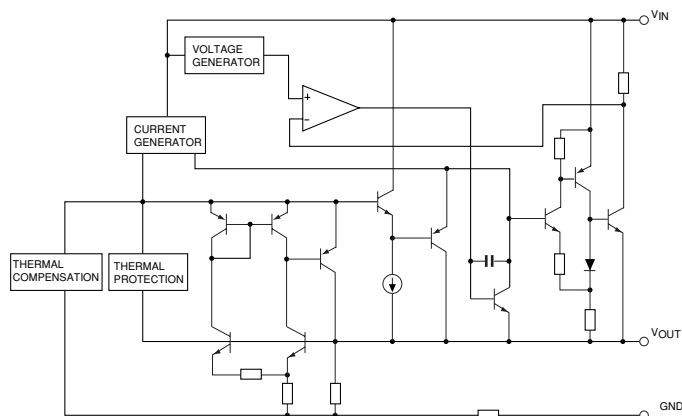 VIN
VOLTAGE
GENERATOR
+
−
CURRENT
GENERATOR
THERMAL
COMPENSATION
THERMAL
PROTECTION
VOUT
GND